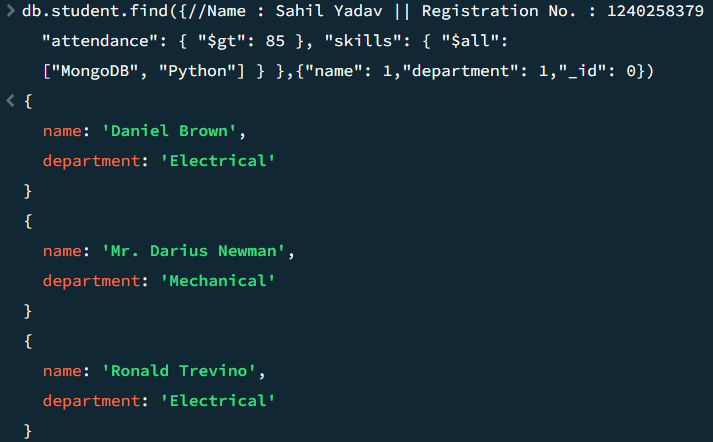 db.student.find({//Name : Sahil Yadav || Registration No. : 1240258379
"attendance": { "$gt": 85 }, "skills": { "$all":
["MongoDB", "Python"] } },{"name": 1,"department": 1,"_id": 0})
{
name: 'Daniel Brown',
department: 'Electrical'
}
{
name: 'Mr. Darius Newman',
department: 'Mechanical'
}
{
name: 'Ronald Trevino',
department: 'Electrical'
}